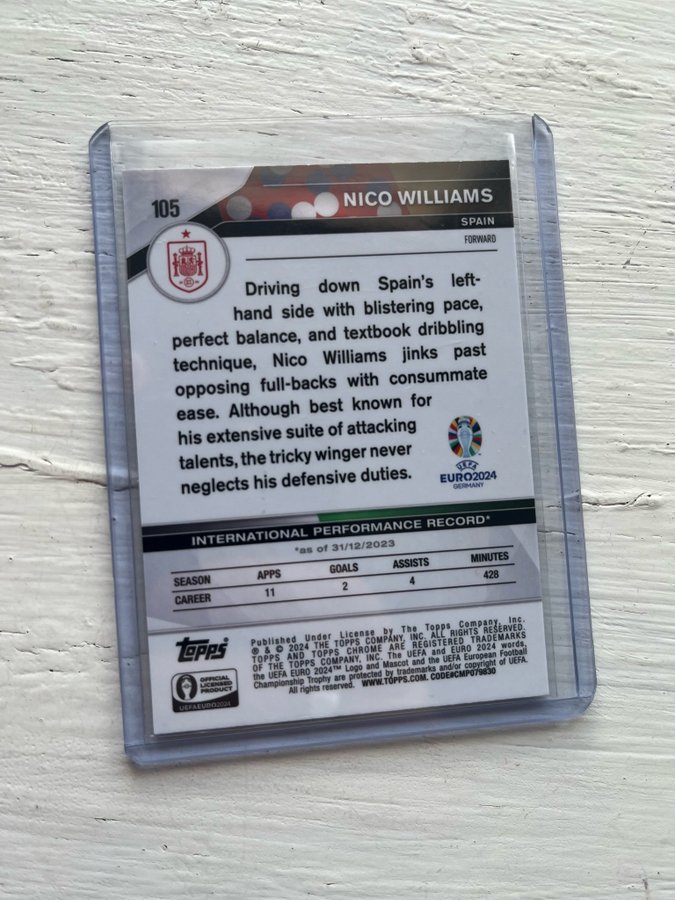 105
NICO WILLIAMS
SPAIN
FORWARD
Driving down Spain's left-
hand side with blistering pace,
perfect balance, and textbook dribbling
technique, Nico Williams jinks past
opposing full-backs with consummate
ease. Although best known for
his extensive suite of attacking
talents, the tricky winger never
neglects his defensive duties.
UEFA
EURO2024
GERMANY
INTERNATIONAL PERFORMANCE RECORD*
*as of 31/12/2023
SEASON APPS GOALS ASSISTS MINUTES
CAREER 11 2 4 428
topps
Published Under License by The Topps Company, Inc.
® & © 2024 THE TOPPS COMPANY, INC. ALL RIGHTS RESERVED.
TOPPS AND TOPPS CHROME ARE REGISTERED TRADEMARKS
OF THE TOPPS COMPANY, INC. The UEFA and EURO 2024 words,
the UEFA EURO 2024™ Logo and Mascot and the UEFA European Football
Championship Trophy are protected by trademarks and/or copyright of UEFA.
All rights reserved. WWW.TOPPS.COM. CODE#CMP079830
OFFICIAL
LICENSED
PRODUCT
UEFA EURO2024